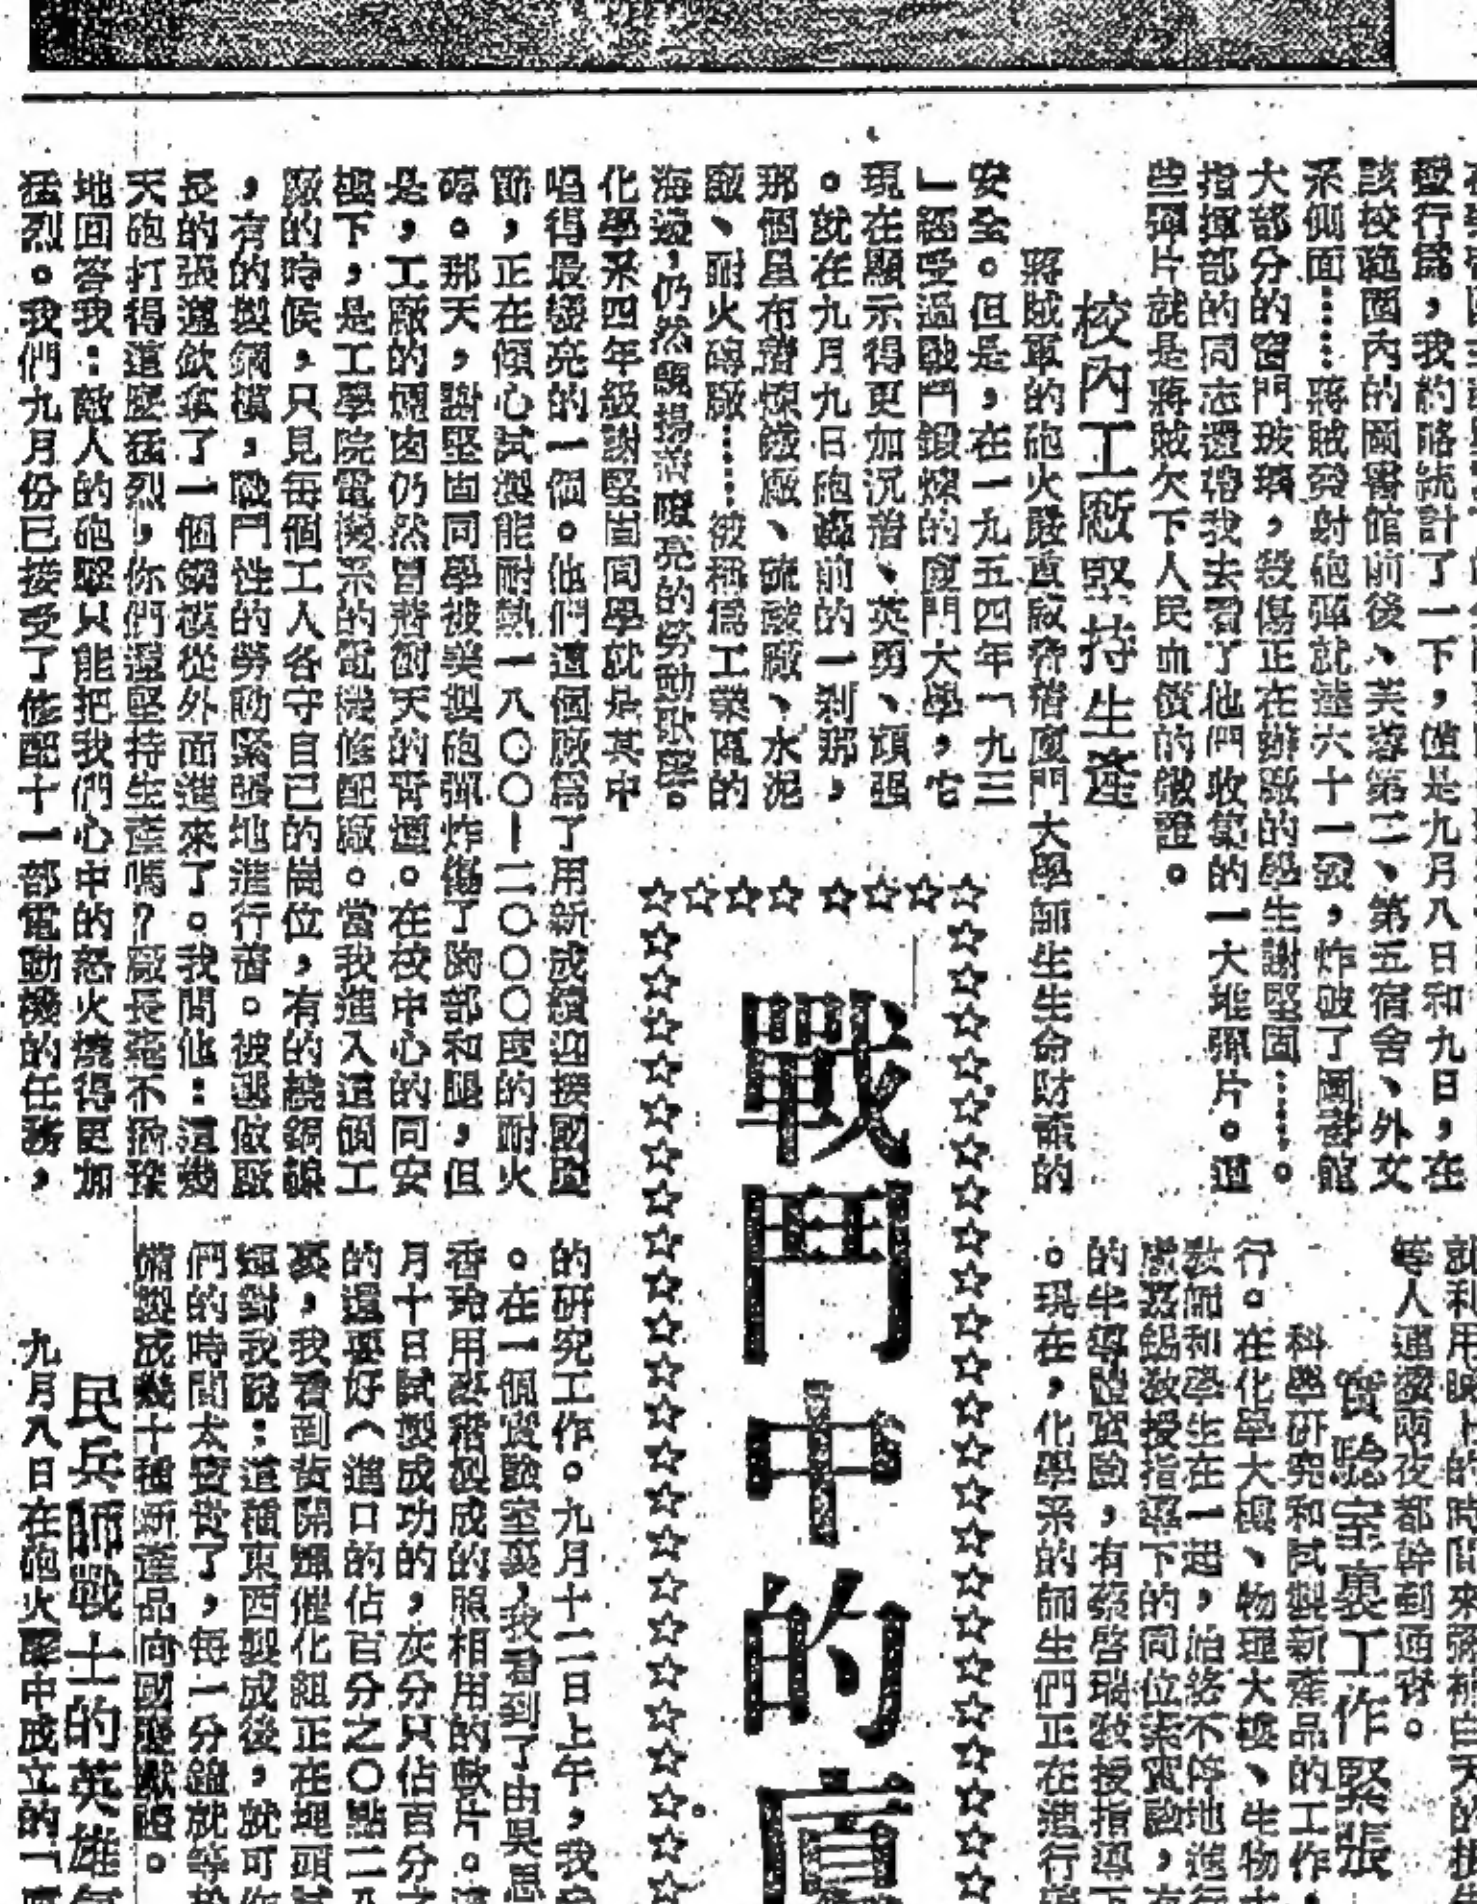 愛行爲，我約略統計了一下，僅是九月八日和九日，在
該校範圍內的圖書館前後、芙蓉第二、第五宿舍、外文
系側面……蔣賊發射砲彈就達六十一發，炸破了圖書館
大部分的窗門玻璃，殺傷正在辦廠的學生謝堅固……。
指揮部的同志還帶我去看了他們收集的一大堆彈片。這
些彈片就是蔣賊欠下人民血債的鐵證。
校內工廠堅持生產
蔣賊軍的砲火嚴重威脅着廈門大學師生生命財產的
安全。但是，在一九五四年「九三
」經受過戰鬥鍛煉的廈門大學，它
現在顯示得更加沉着、英勇、頑强
。就在九月九日砲轟前的一剎那，
那個星布着煉鐵廠、硫酸廠、水泥
廠、耐火磚廠……被稱爲工業區的
海邊，仍然飄揚着嘹亮的勞動歌聲。
化學系四年級謝堅固同學就是其中
唱得最嘹亮的一個。他們這個廠爲了用新成績迎接國慶
節，正在傾心試製能耐熱一八〇〇—二〇〇〇度的耐火
磚。那天，謝堅固同學被美製砲彈炸傷了胸部和腿，但
是，工廠的烟囪仍然冒着衝天的青煙。在校中心的同安
樓下，是工學院電機系的電機修配廠。當我進入這個工
廠的時候，只見每個工人各守自己的崗位，有的繞銅線
，有的製鋼模，戰鬥性的勞動緊張地進行着。被選做廠
長的張邁欽拿了一個鋼模從外面進來了。我問他：這幾
天砲打得這麼猛烈，你們還堅持生產嗎？廠長毫不猶豫
地回答我：敵人的砲聲只能把我們心中的怒火燒得更加
猛烈。我們九月份已接受了修配十一部電動機的任務，
戰鬥中的廈
就利用晚上的時間來彌補白天的
等人連續兩夜都幹到通宵。
實驗室裏工作緊張
科學研究和試製新產品的工作
行。在化學大樓、物理大樓、生物
教師和學生在一起，始終不停地進行
嘉錫教授指導下的同位素實驗，
的半導體實驗，有蔡啓瑞教授指導
。現在，化學系的師生們正在進行
的研究工作。九月十二日上午，我
。在一個實驗室裏，我看到了由吳思
用蒸製成的照相用的軟片。
月十日試製成功的，灰分只佔百分
的還要好（進口的佔百分之〇點二
裏，我看到黃開輝催化組正在埋頭
輝對我說：這種東西製成後，就可
們的時間太寶貴了，每一分鐘就等
備製成幾十種新產品向國慶獻禮。
民兵師戰士的英雄
九月八日在砲火聲中成立的「